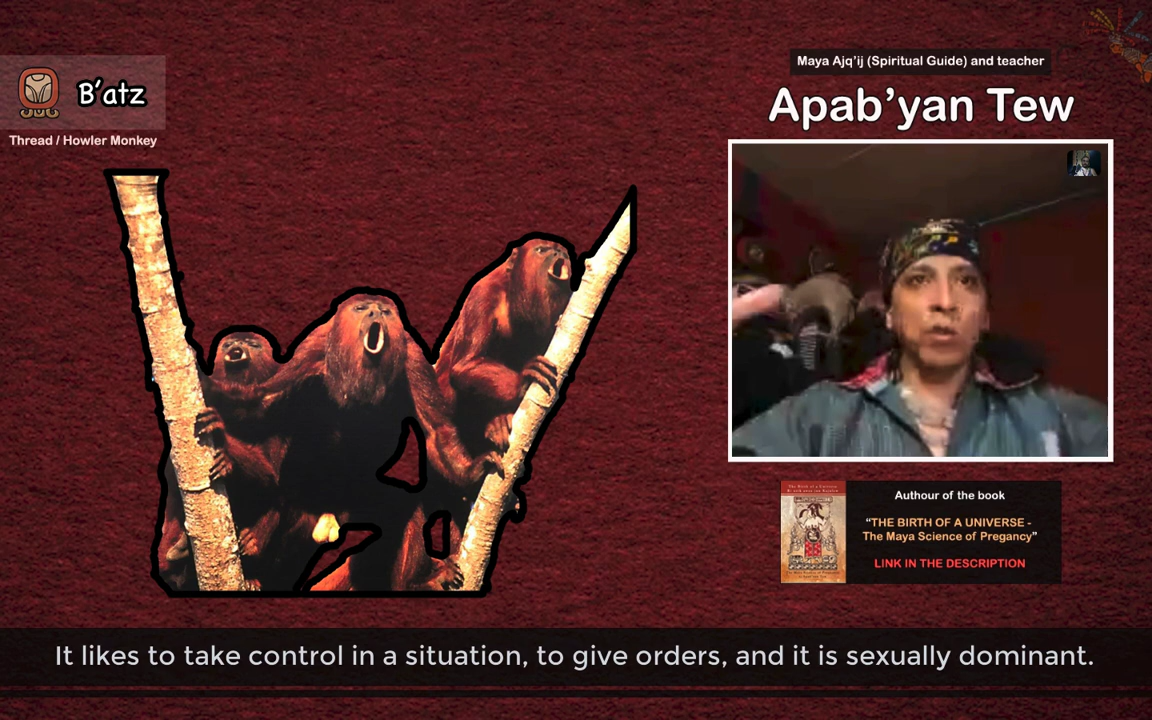 B'atz
Thread / Howler Monkey
Maya Ajq'ij (Spiritual Guide) and teacher
Apab'yan Tew
Authour of the book
“THE BIRTH OF A UNIVERSE -
The Maya Science of Pregancy”
LINK IN THE DESCRIPTION
It likes to take control in a situation, to give orders, and it is sexually dominant.